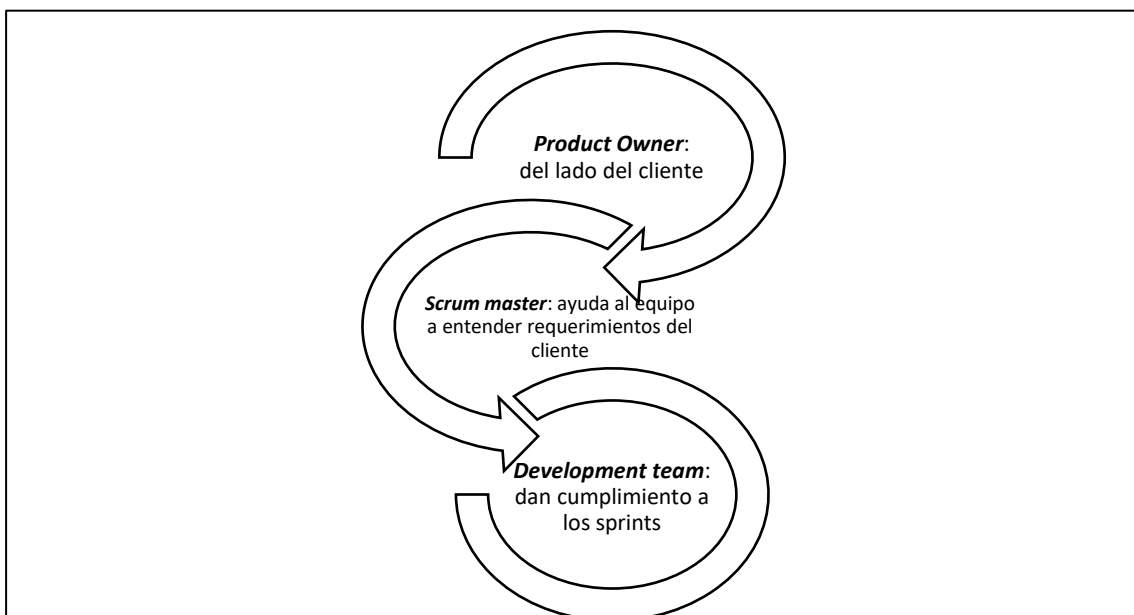 Product Owner:
del lado del cliente
Scrum master: ayuda al equipo
a entender requerimientos del
cliente
Development team:
dan cumplimiento a
los sprints